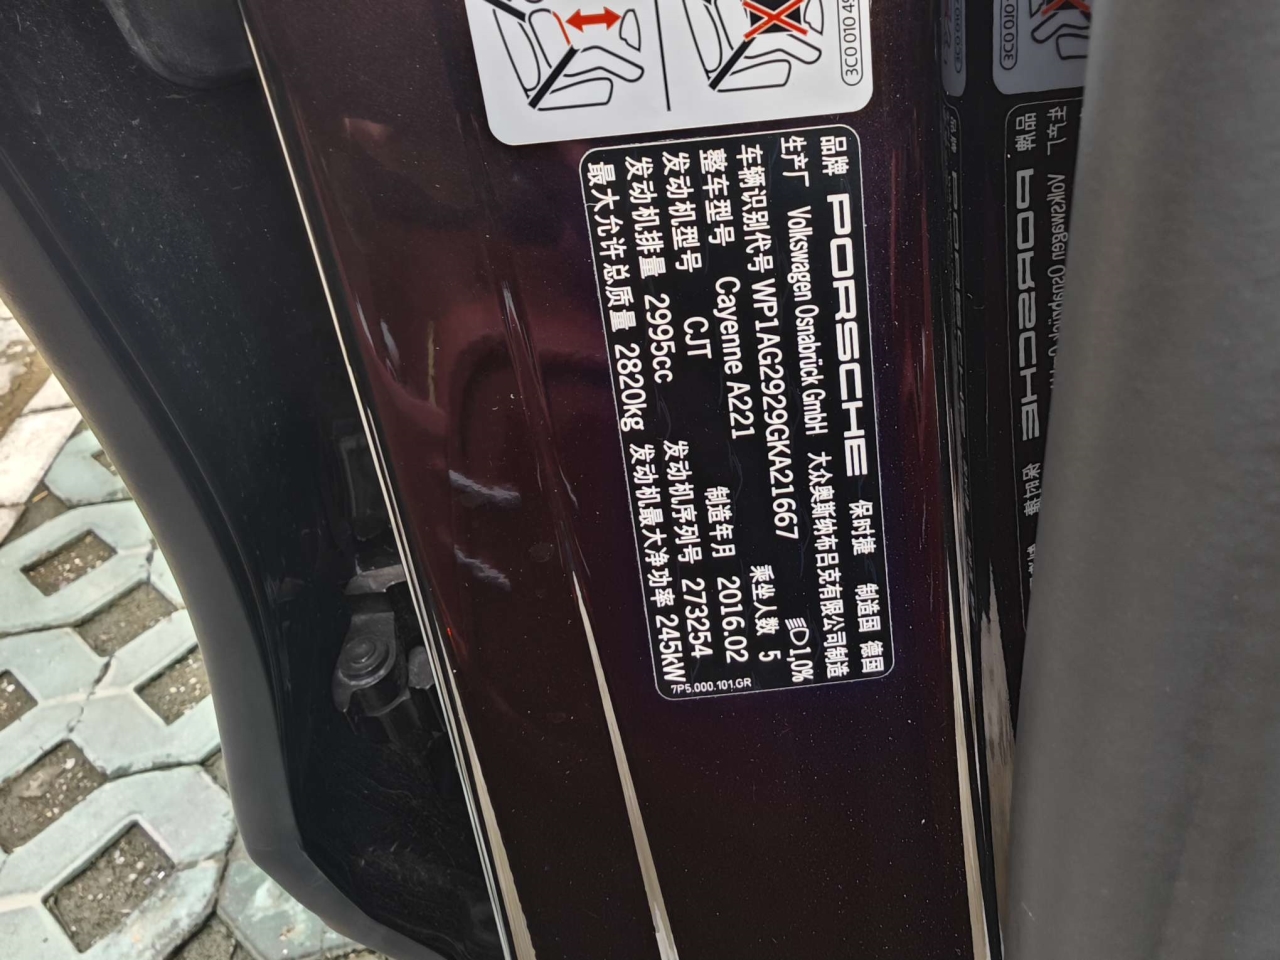 3C0 010 4
品牌 PORSCHE 保时捷 制造国 德国
生产厂 Volkswagen Osnabrück GmbH 大众奥斯纳布吕克有限公司制造
车辆识别代号 WP1AG2929GKA21667 乘坐人数 5 1,0%
整车型号 Cayenne A221 制造年月 2016.02
发动机型号 CJT 发动机序列号 273254
发动机排量 2995cc 发动机最大净功率 245kW
最大允许总质量 2820kg
7P5.000.101.GR